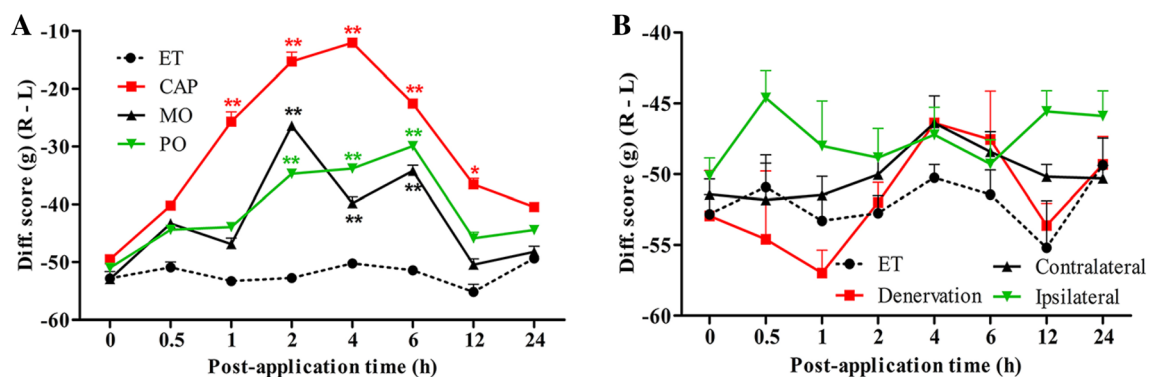 A
Diff. score (g) (R - L)
-10
-20
-30
-40
-50
-60
ET
CAP
MO
PO
**
**
**
**
*
**
**
**
**
**
**
0 0.5 1 2 4 6 12 24
Post-application time (h)
B
Diff. score (g) (R - L)
-40
-45
-50
-55
-60
ET
Denervation
Contralateral
Ipsilateral
0 0.5 1 2 4 6 12 24
Post-application time (h)